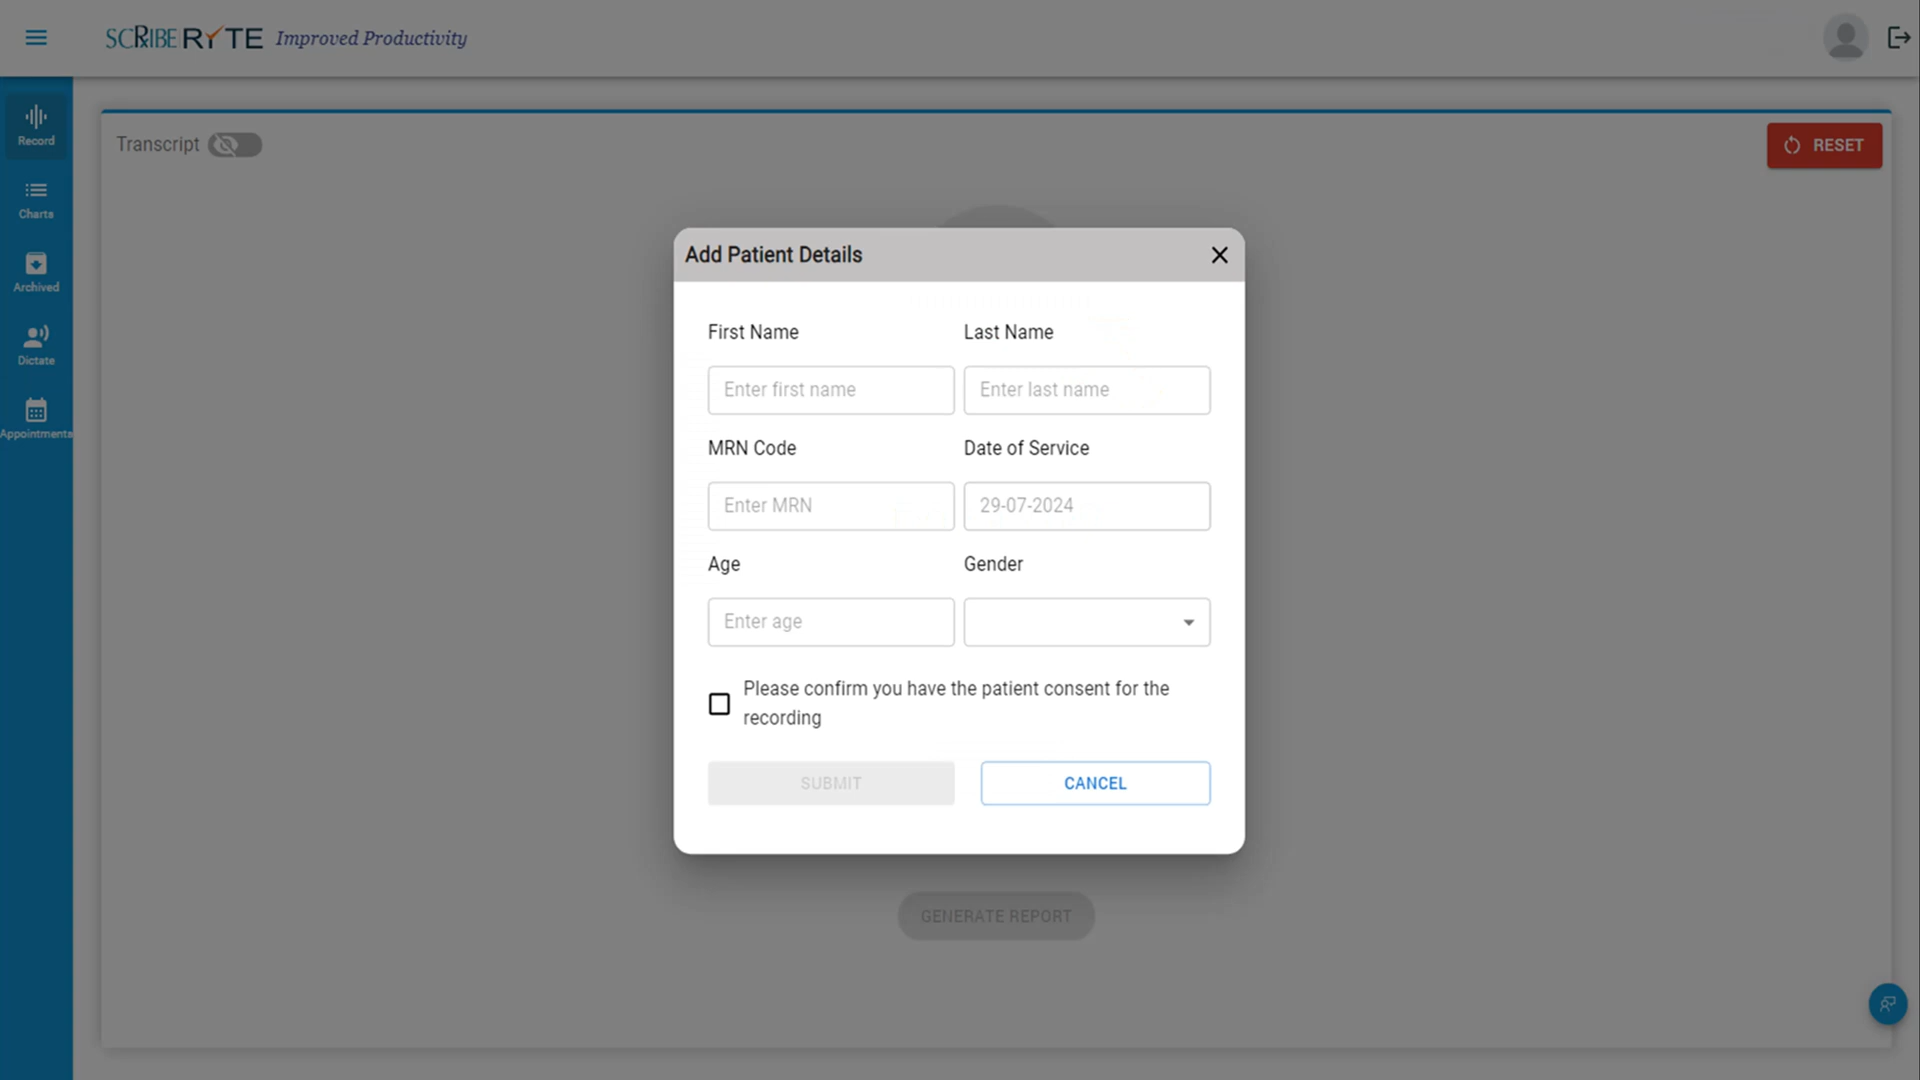 SCRIBERYTE Improved Productivity
Record
Charts
Archived
Dictate
Appointments
Transcript
RESET
Add Patient Details
First Name Last Name
Enter first name Enter last name
MRN Code Date of Service
Enter MRN 29-07-2024
Age Gender
Enter age
Please confirm you have the patient consent for the
recording
SUBMIT CANCEL
GENERATE REPORT